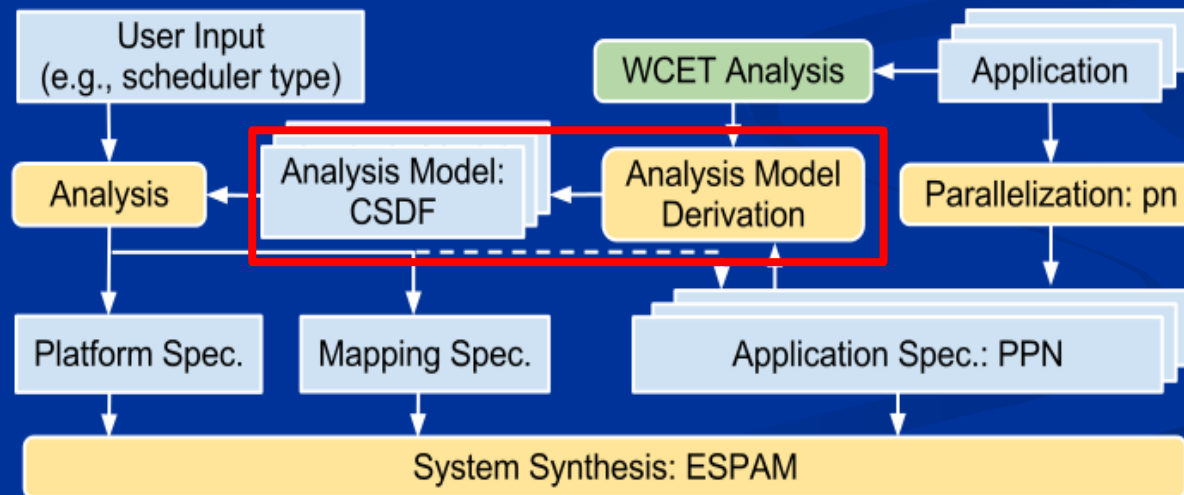 User Input
(e.g., scheduler type)
WCET Analysis
Application
Analysis
Analysis Model:
CSDF
Analysis Model
Derivation
Parallelization: pn
Platform Spec.
Mapping Spec.
Application Spec.: PPN
System Synthesis: ESPAM